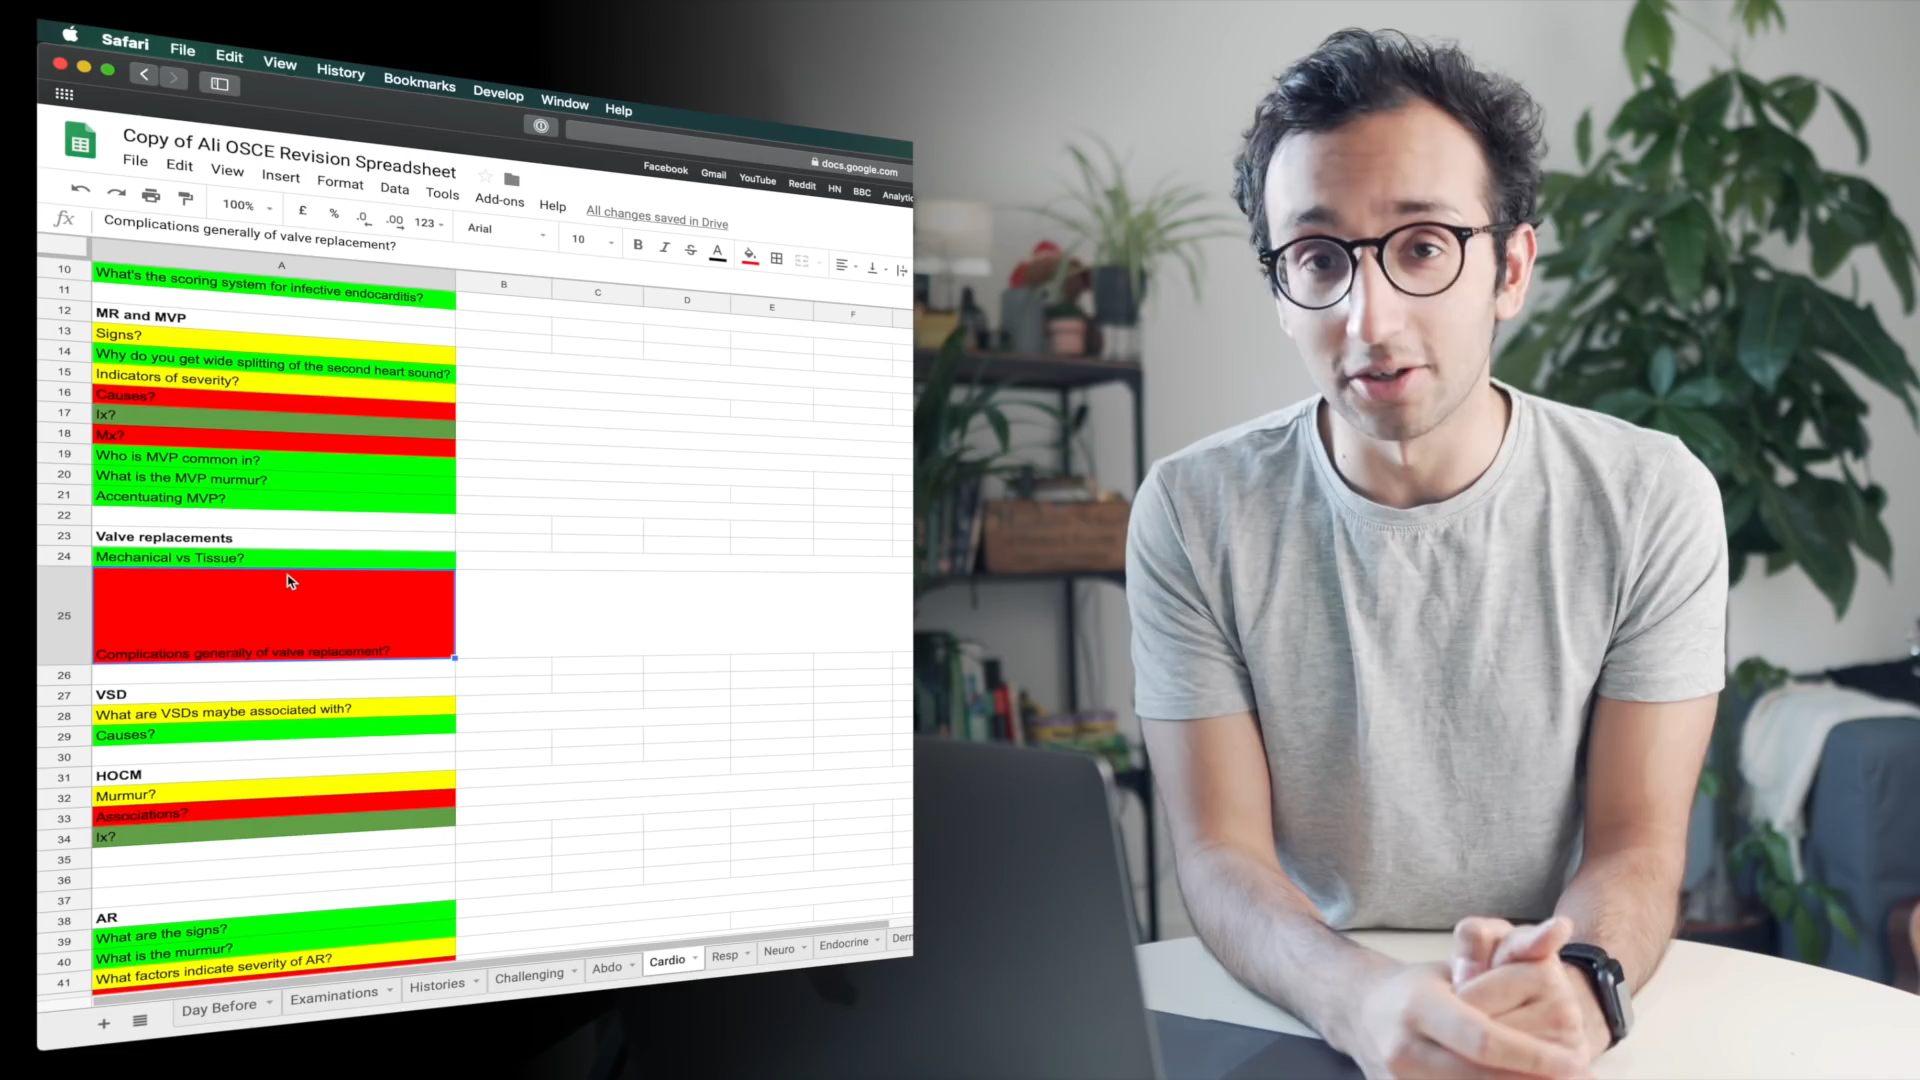 Safari File Edit View History Bookmarks Develop Window Help
docs.google.com
Facebook Gmail YouTube Reddit HN BBC
Copy of Ali OSCE Revision Spreadsheet
File Edit View Insert Format Data Tools Add-ons Help All changes saved in Drive
100% £ % .0 .00 123 Arial 10 B I S A
fx Complications generally of valve replacement?
A B C D E F
10 What's the scoring system for infective endocarditis?
11
12 MR and MVP
13 Signs?
14 Why do you get wide splitting of the second heart sound?
15 Indicators of severity?
16 Causes?
17 Ix?
18 Mx?
19 Who is MVP common in?
20 What is the MVP murmur?
21 Accentuating MVP?
22
23 Valve replacements
24 Mechanical vs Tissue?
25 Complications generally of valve replacement?
26
27 VSD
28 What are VSDs maybe associated with?
29 Causes?
30
31 HOCM
32 Murmur?
33 Associations?
34 Ix?
35
36
37
38 AR
39 What are the signs?
40 What is the murmur?
41 What factors indicate severity of AR?
+ Day Before Examinations Histories Challenging Abdo Cardio Resp Neuro Endocrine